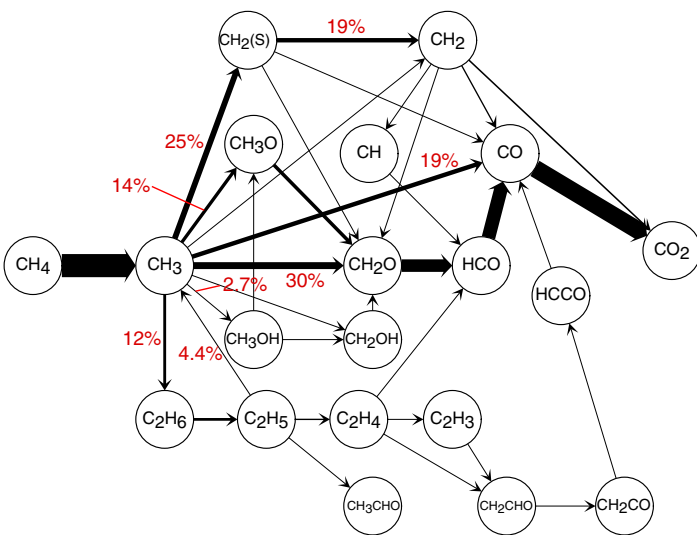 19%
CH2(S)
CH2
25%
CH3O
CH
19%
CO
14%
CO2
CH4
CH3
2.7%
30%
CH2O
HCO
HCCO
12%
4.4%
CH3OH
CH2OH
C2H6
C2H5
C2H4
C2H3
CH3CHO
CH2CHO
CH2CO